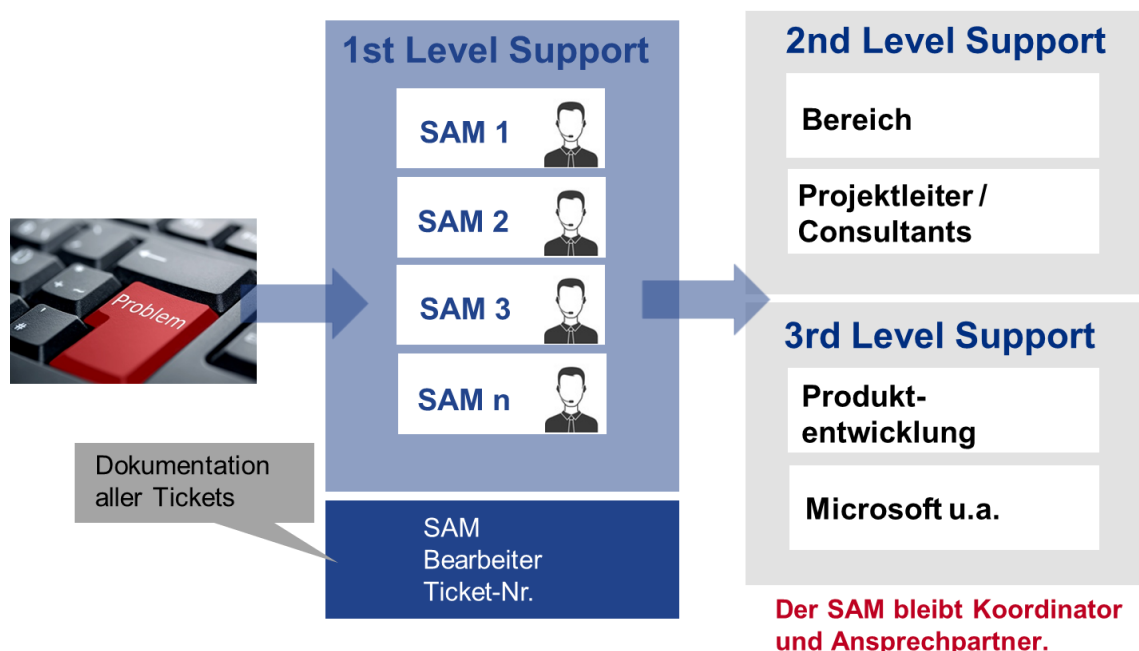 Problem
#
'
+
~
1st Level Support
SAM 1
SAM 2
SAM 3
SAM n
Dokumentation
aller Tickets
SAM
Bearbeiter
Ticket-Nr.
2nd Level Support
Bereich
Projektleiter /
Consultants
3rd Level Support
Produkt-
entwicklung
Microsoft u.a.
Der SAM bleibt Koordinator
und Ansprechpartner.